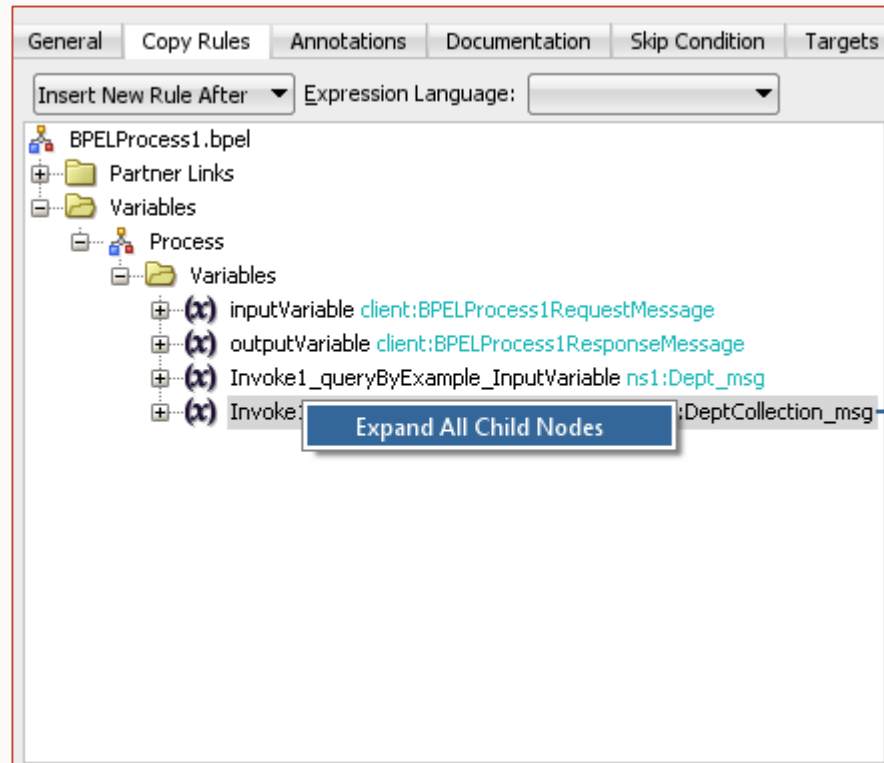 General Copy Rules Annotations Documentation Skip Condition Targets
Insert New Rule After Expression Language:
BPELProcess1.bpel
Partner Links
Variables
Process
Variables
(x) inputVariable client:BPELProcess1RequestMessage
(x) outputVariable client:BPELProcess1ResponseMessage
(x) Invoke1_queryByExample_InputVariable ns1:Dept_msg
(x) Invoke1 :DeptCollection_msg
Expand All Child Nodes